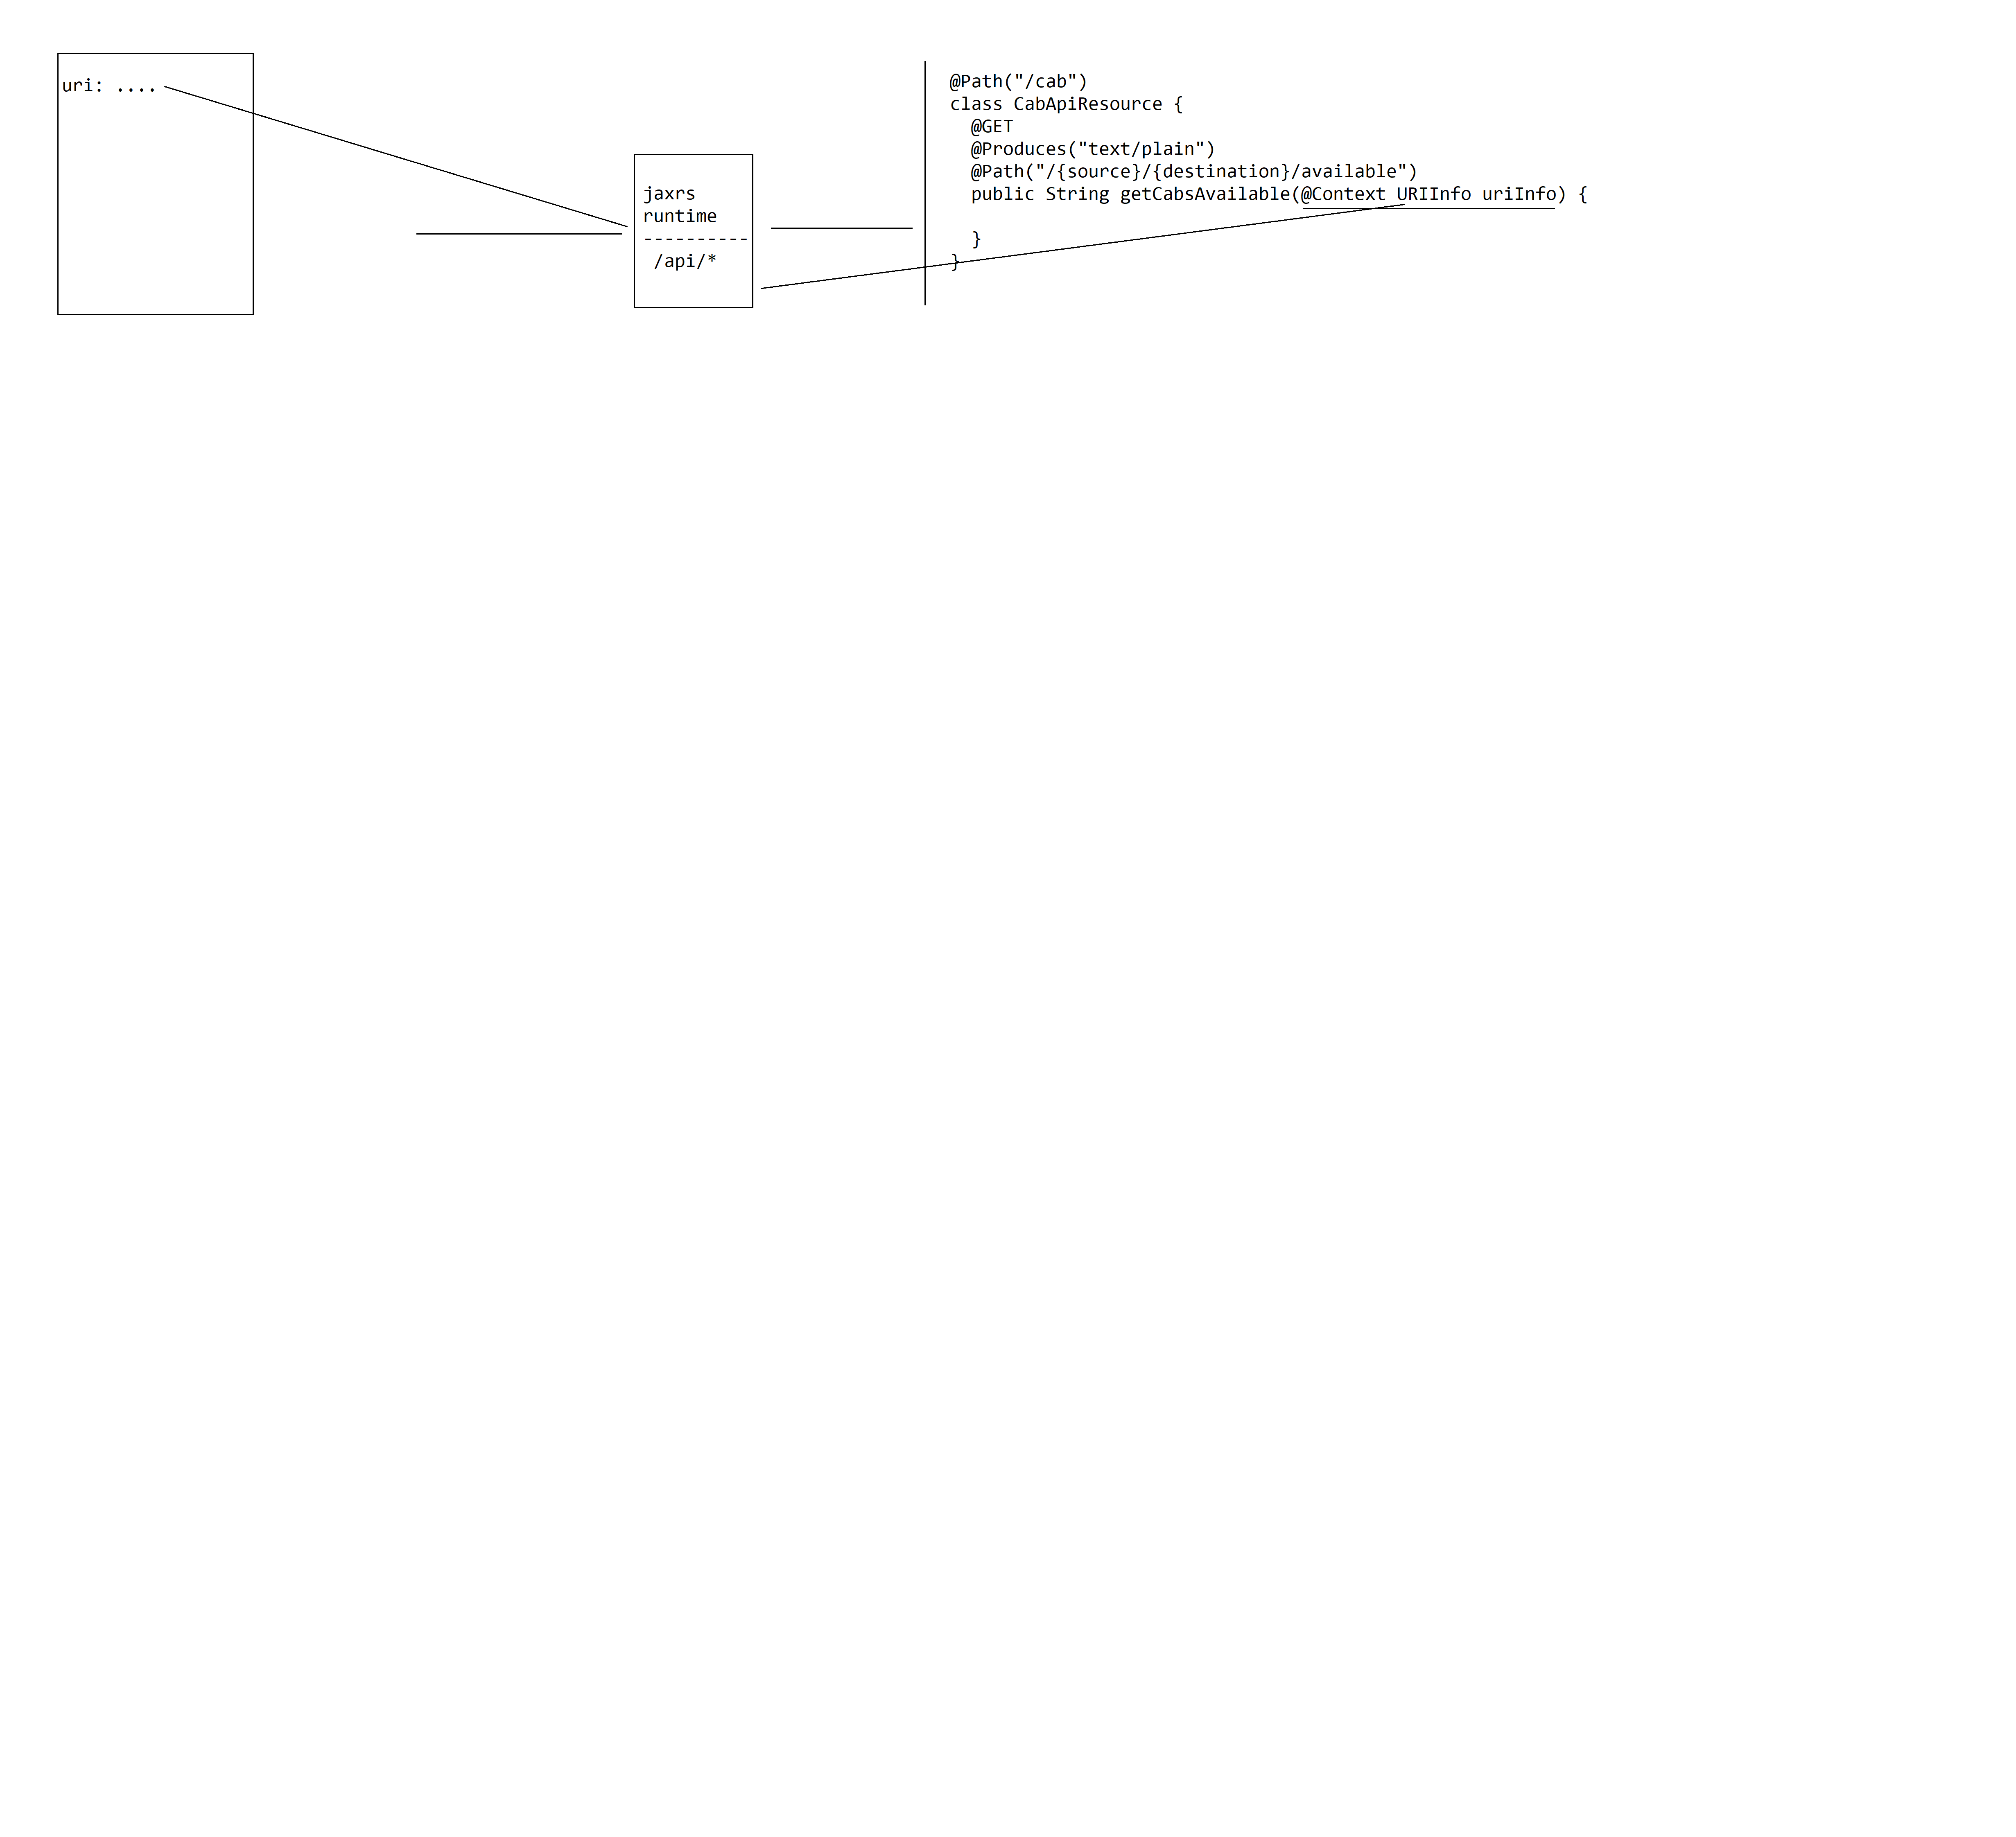 uri: ....
jaxrs
runtime
----------
/api/*
@Path("/cab")
class CabApiResource {
  @GET
  @Produces("text/plain")
  @Path("/{source}/{destination}/available")
  public String getCabsAvailable(@Context URIInfo uriInfo) {
  }
}